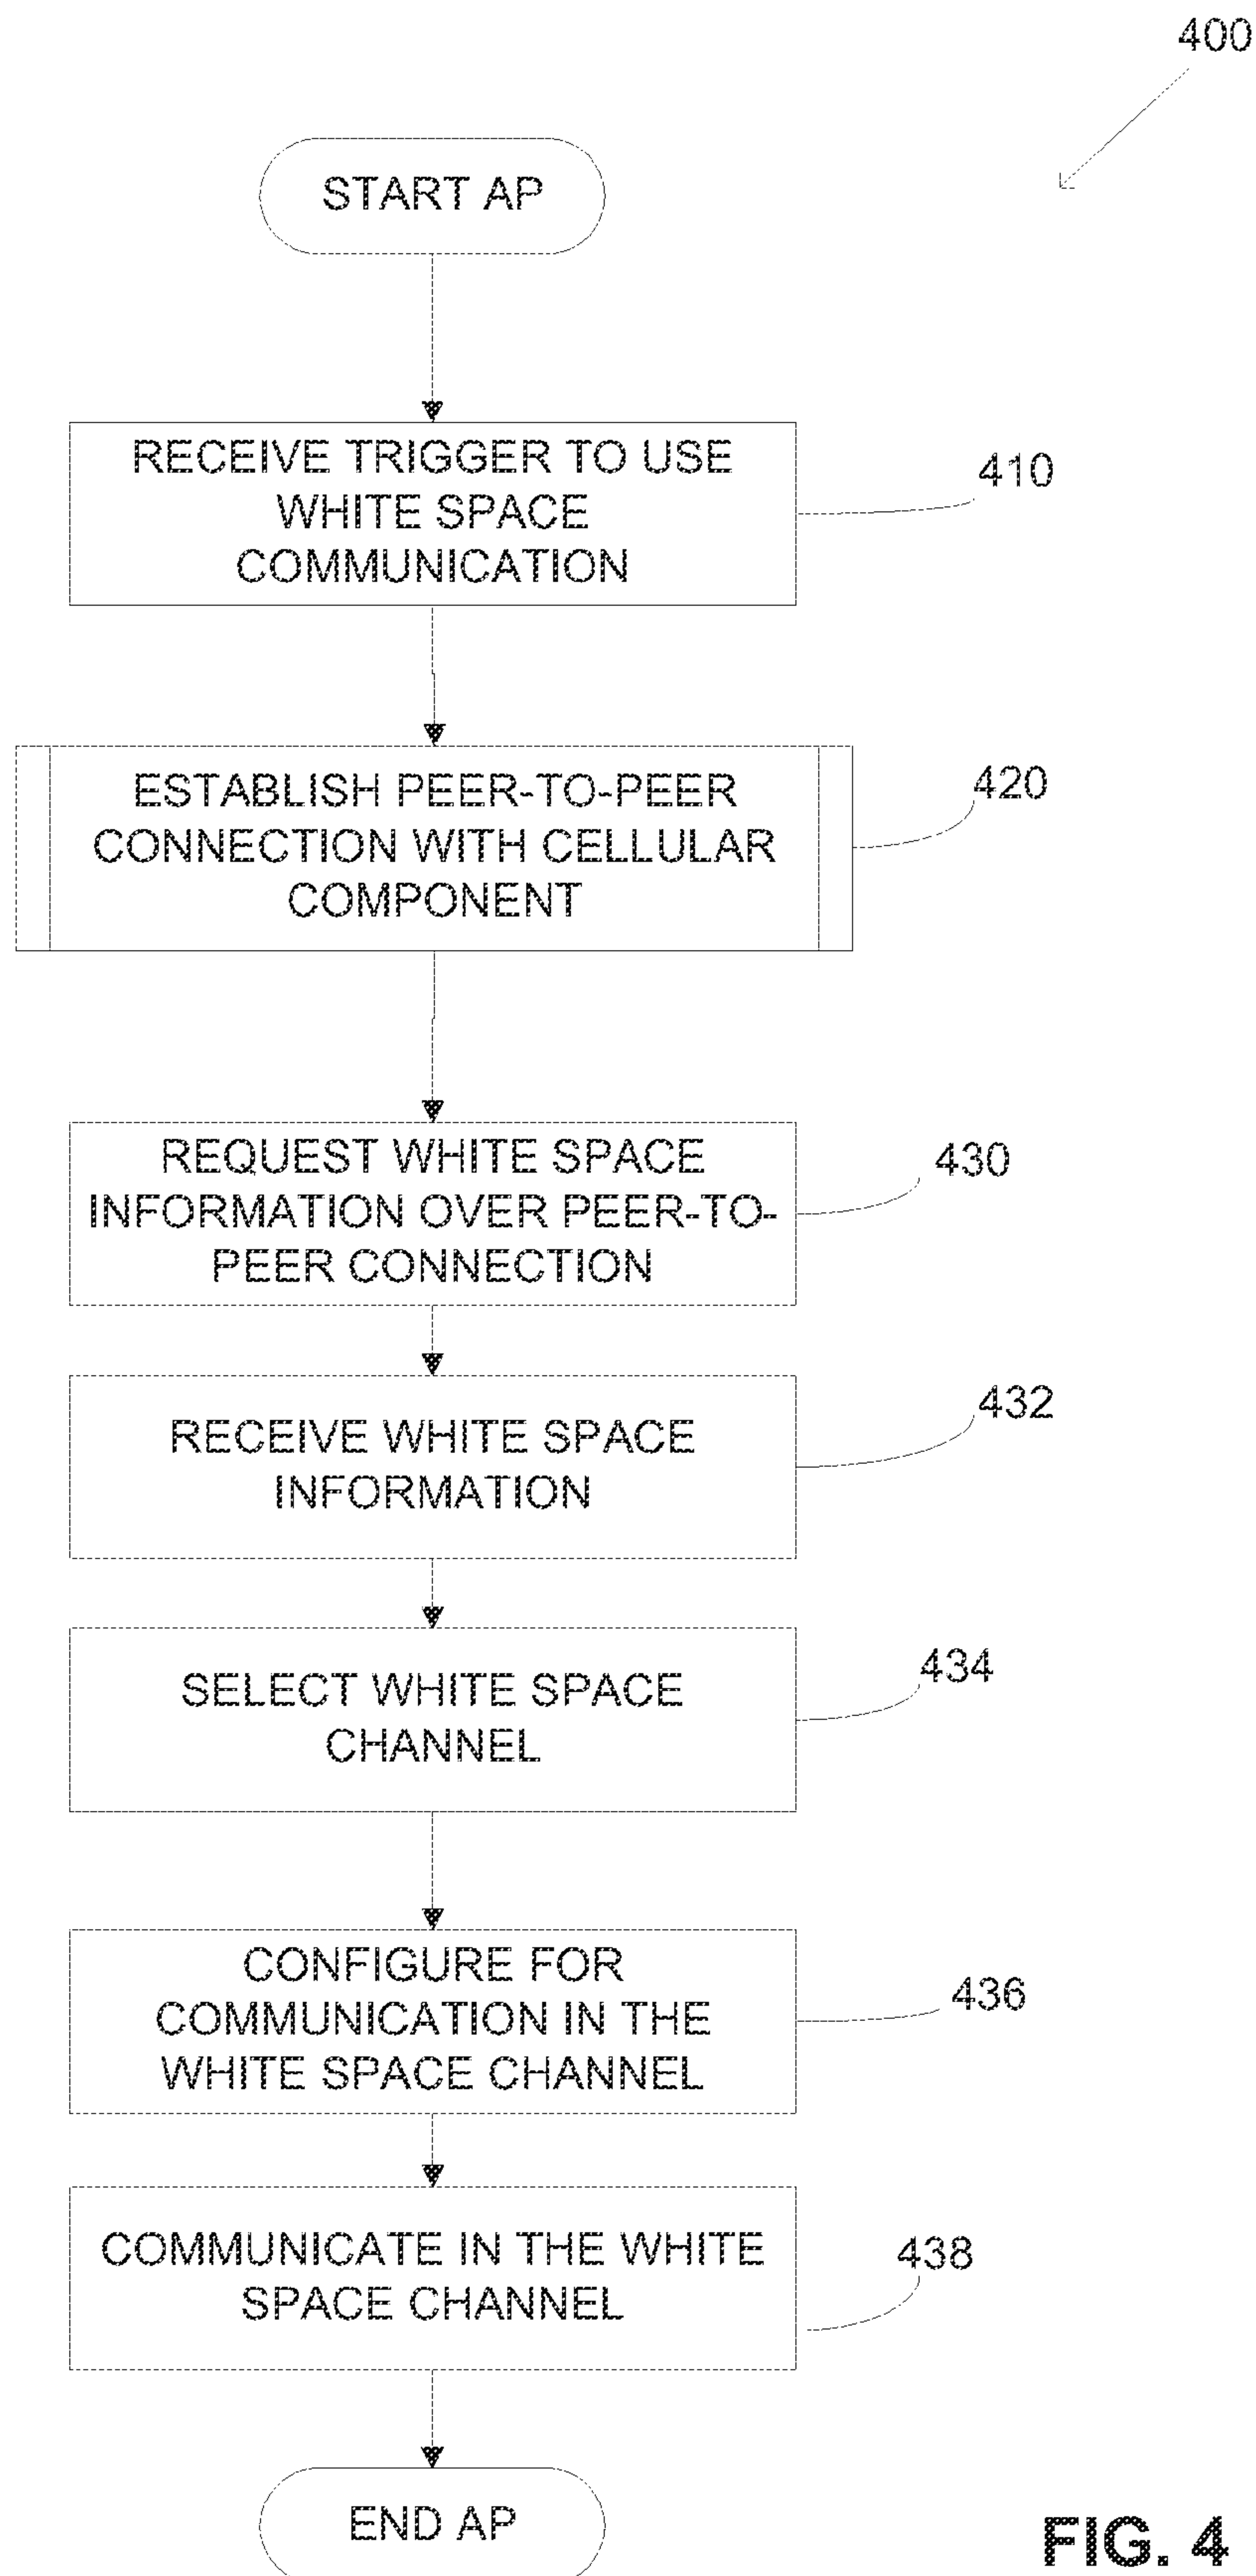 400
START AP
RECEIVE TRIGGER TO USE
WHITE SPACE
COMMUNICATION
410
ESTABLISH PEER-TO-PEER
CONNECTION WITH CELLULAR
COMPONENT
420
REQUEST WHITE SPACE
INFORMATION OVER PEER-TO-
PEER CONNECTION
430
RECEIVE WHITE SPACE
INFORMATION
432
SELECT WHITE SPACE
CHANNEL
434
CONFIGURE FOR
COMMUNICATION IN THE
WHITE SPACE CHANNEL
436
COMMUNICATE IN THE WHITE
SPACE CHANNEL
438
END AP
FIG. 4